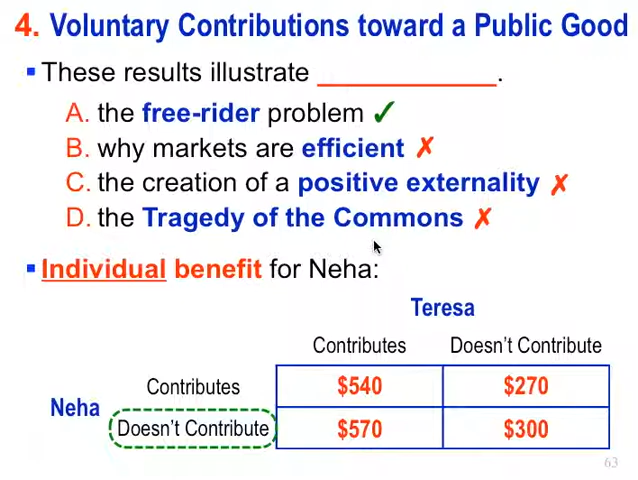 4. Voluntary Contributions toward a Public Good
▪ These results illustrate _____________.
A. the free-rider problem ✓
B. why markets are efficient ✗
C. the creation of a positive externality ✗
D. the Tragedy of the Commons ✗
▪ Individual benefit for Neha:
Teresa
Contributes Doesn't Contribute
Contributes $540 $270
Neha
Doesn't Contribute $570 $300
63